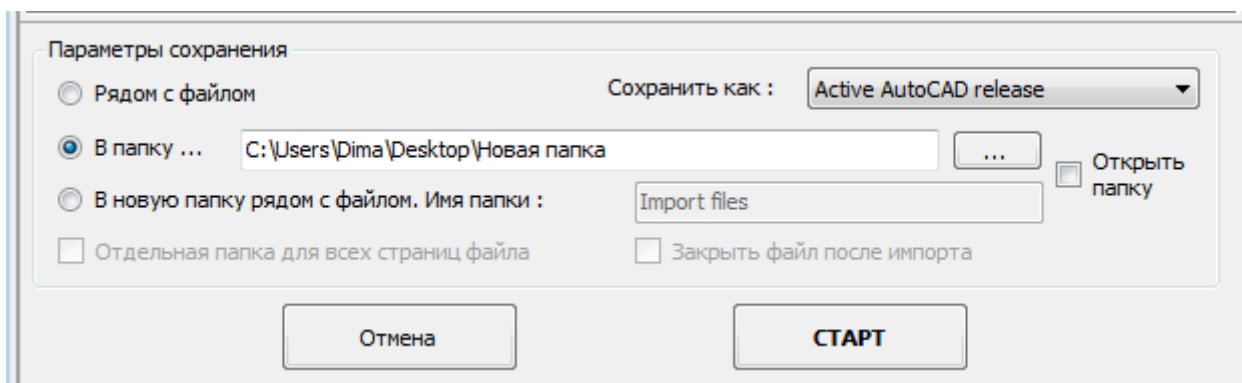 Параметры сохранения
Рядом с файлом
Сохранить как :
Active AutoCAD release
В папку ...
C:\Users\Dima\Desktop\Новая папка
...
Открыть
папку
В новую папку рядом с файлом. Имя папки :
Import files
Отдельная папка для всех страниц файла
Закрыть файл после импорта
Отмена
СТАРТ